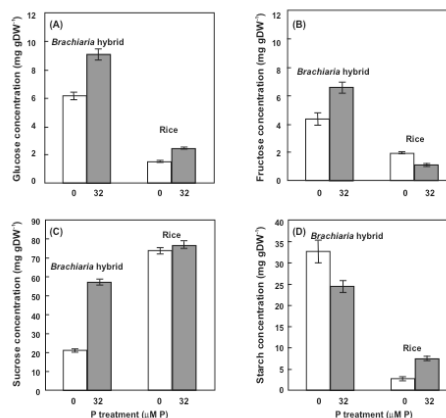 (A)
Brachiaria hybrid
Rice
Glucose concentration (mg gDW⁻¹)
12
10
8
6
4
2
0
0 32 0 32
(B)
Brachiaria hybrid
Rice
Fructose concentration (mg gDW⁻¹)
12
10
8
6
4
2
0
0 32 0 32
(C)
Rice
Brachiaria hybrid
Sucrose concentration (mg gDW⁻¹)
90
80
70
60
50
40
30
20
10
0
0 32 0 32
P treatment (μM P)
(D)
Brachiaria hybrid
Rice
Starch concentration (mg gDW⁻¹)
40
35
30
25
20
15
10
5
0
0 32 0 32
P treatment (μM P)